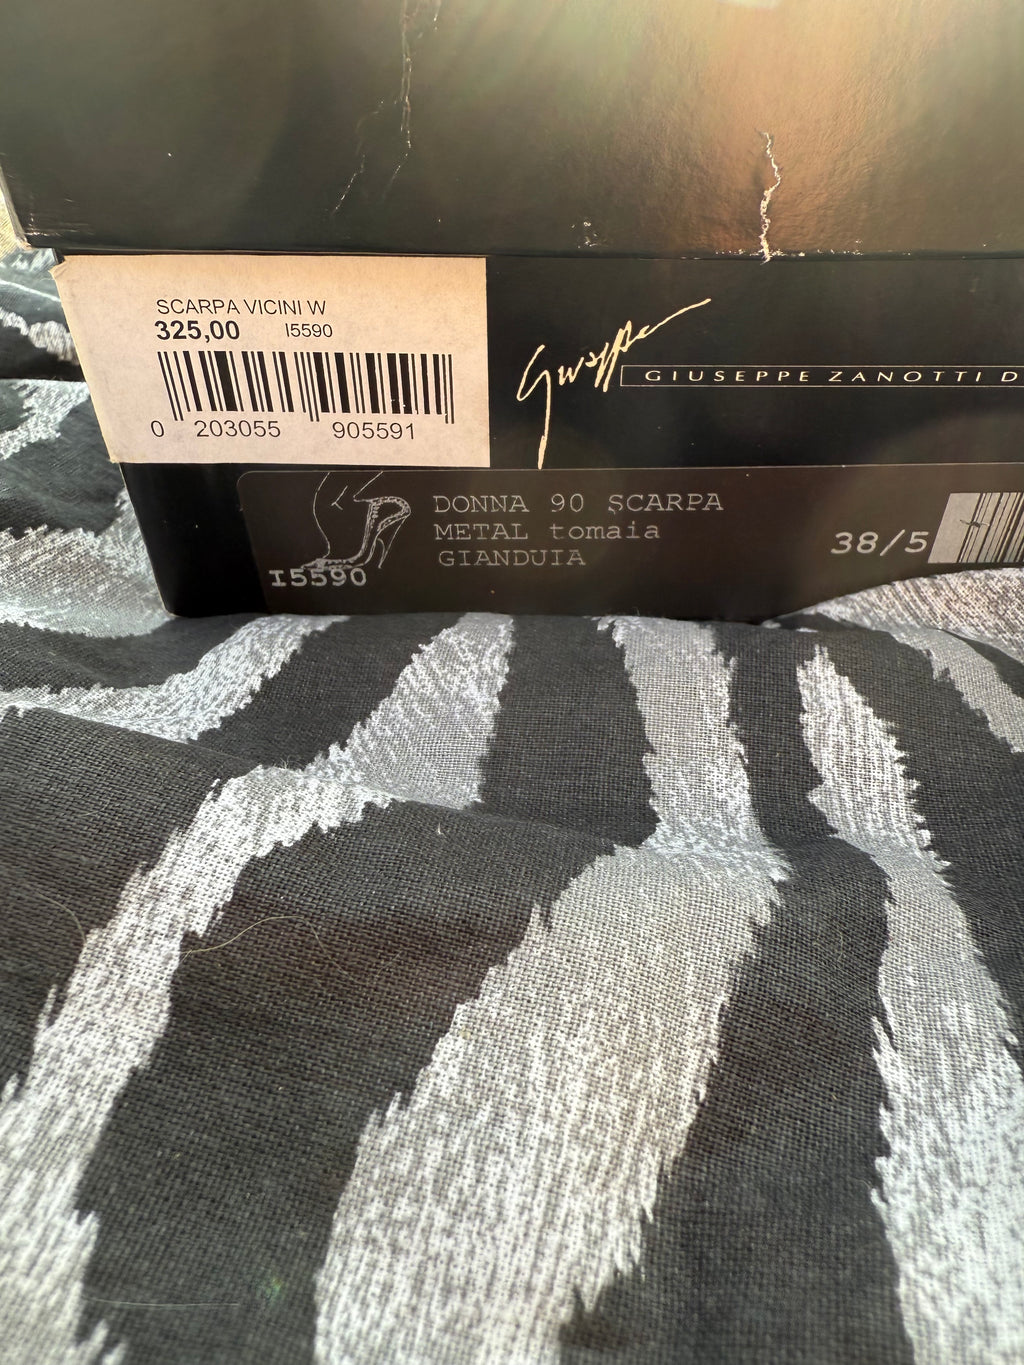 SCARPA VICINI W
325,00 I5590
0 203055 905591
Giuseppe
GIUSEPPE ZANOTTI D
DONNA 90 SCARPA
METAL tomaia
GIANDUIA
38/5
I5590